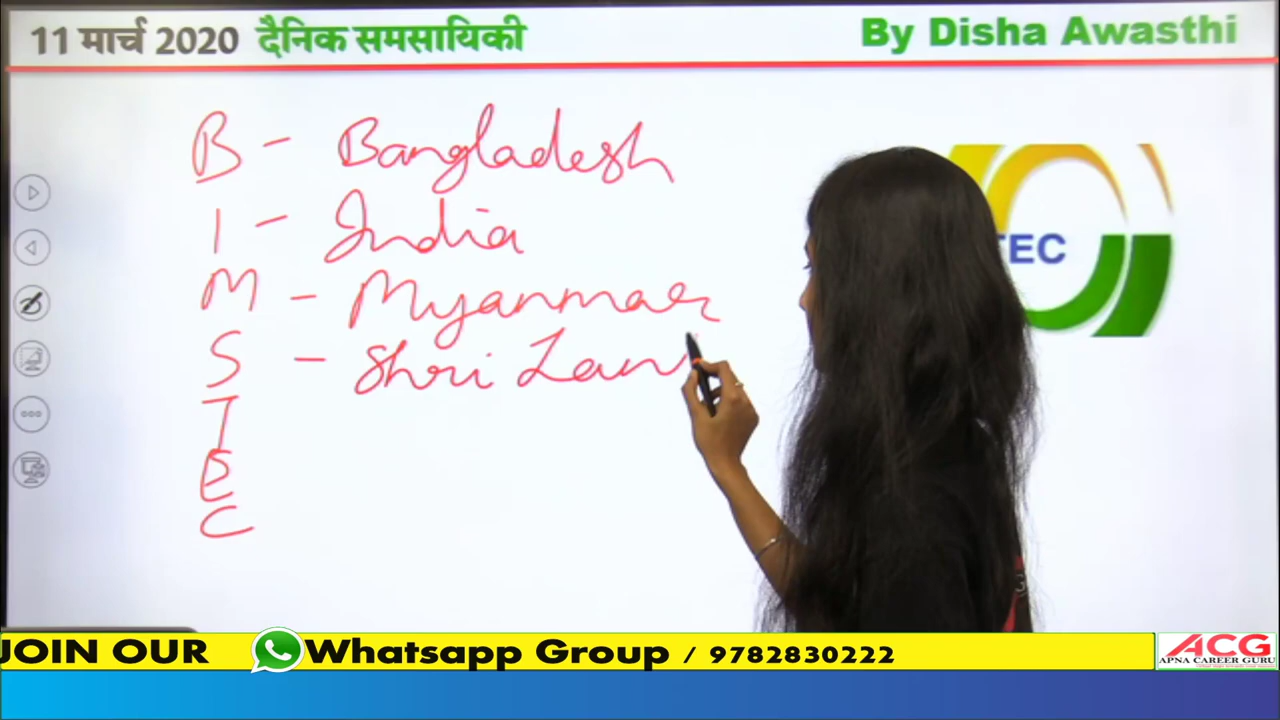 11 मार्च 2020 दैनिक समसायिकी
By Disha Awasthi
B - Bangladesh
I - India
M - Myanmar
S - Shri Lan
T
E
C
TEC
JOIN OUR Whatsapp Group / 9782830222
ACG
APNA CAREER GURU